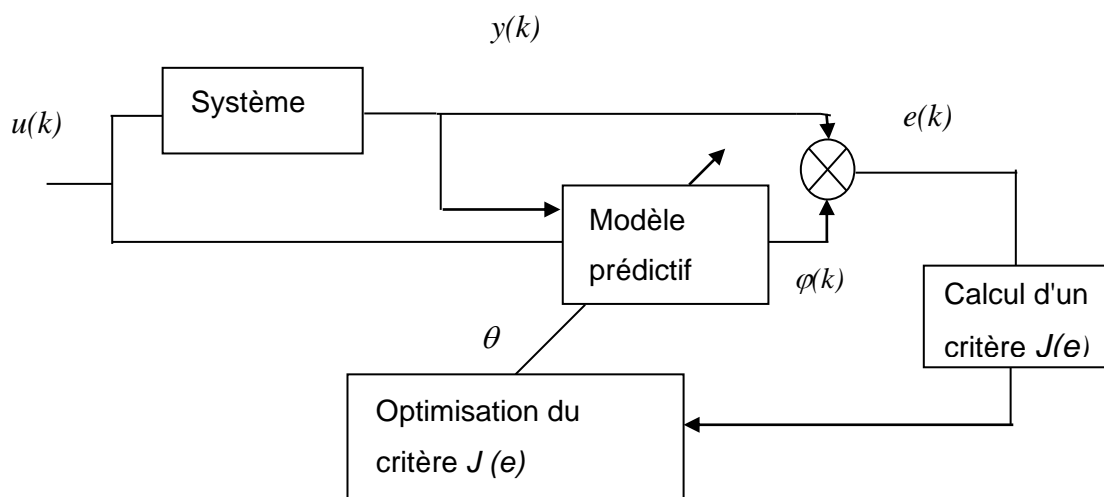 y(k)
Système
u(k)
e(k)
Modèle
prédictif
φ(k)
Calcul d'un
critère J(e)
θ
Optimisation du
critère J (e)